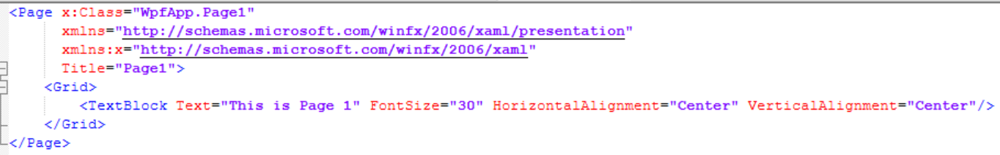 <Page x:Class="WpfApp.Page1"
xmlns="http://schemas.microsoft.com/winfx/2006/xaml/presentation"
xmlns:x="http://schemas.microsoft.com/winfx/2006/xaml"
Title="Page1">
<Grid>
<TextBlock Text="This is Page 1" FontSize="30" HorizontalAlignment="Center" VerticalAlignment="Center"/>
</Grid>
</Page>